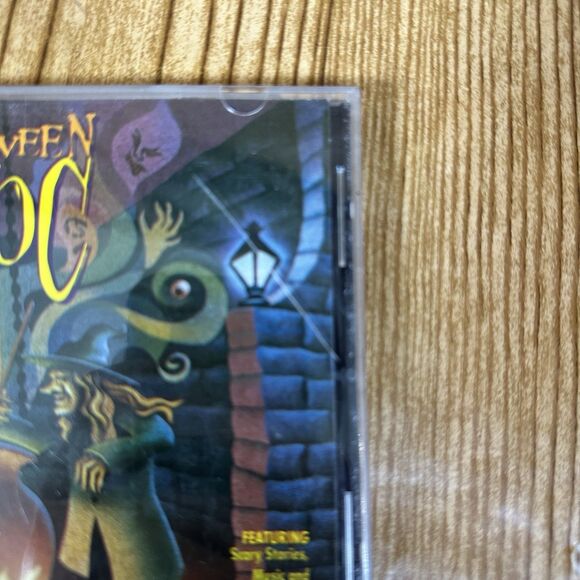 WEEN
OC
FEATURING
Scary Stories,
Music and